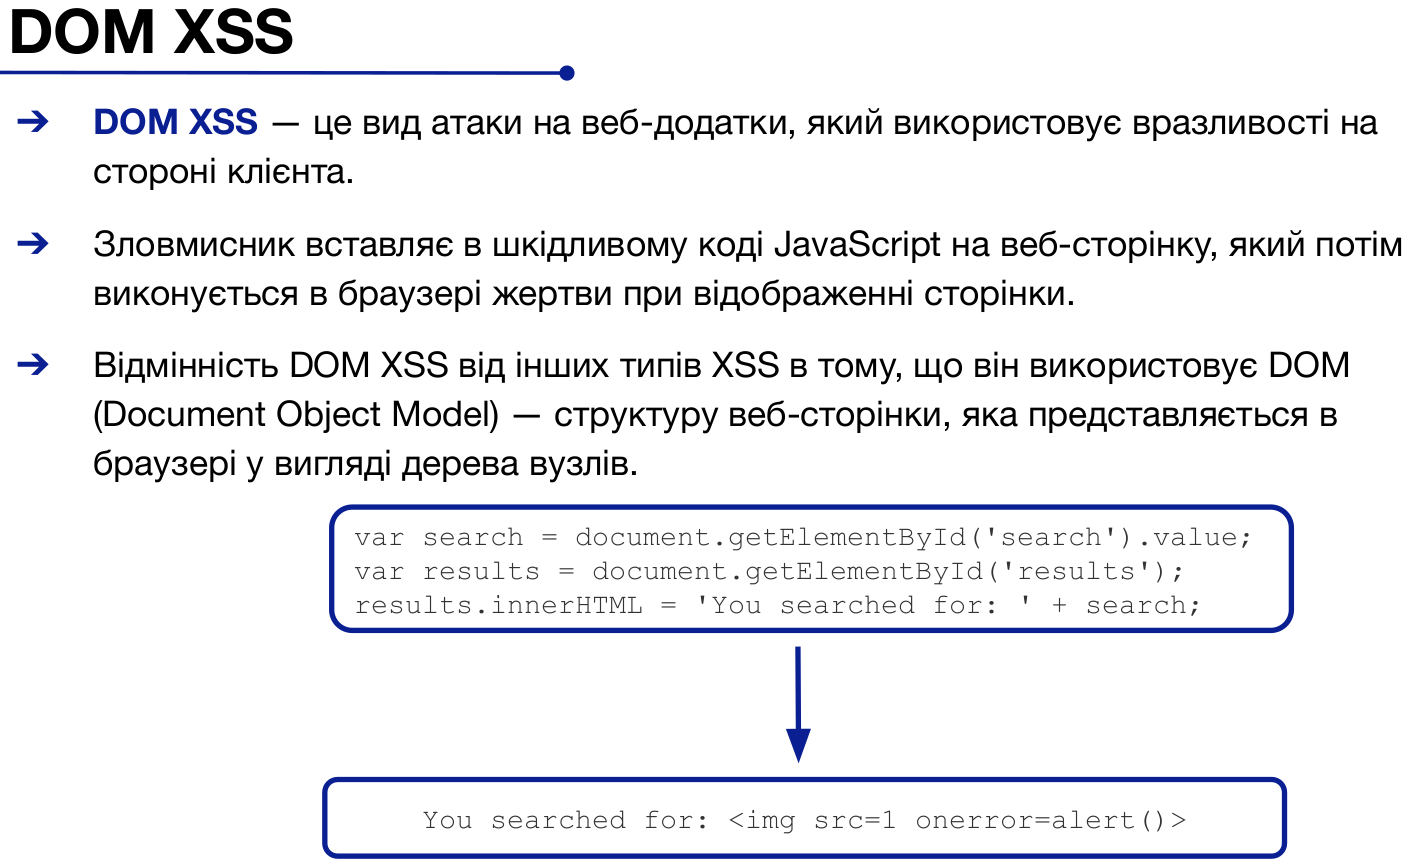 DOM XSS
➔ DOM XSS — це вид атаки на веб-додатки, який використовує вразливості на
стороні клієнта.
➔ Зловмисник вставляє в шкідливому коді JavaScript на веб-сторінку, який потім
виконується в браузері жертви при відображенні сторінки.
➔ Відмінність DOM XSS від інших типів XSS в тому, що він використовує DOM
(Document Object Model) — структуру веб-сторінки, яка представляється в
браузері у вигляді дерева вузлів.
var search = document.getElementById('search').value;
var results = document.getElementById('results');
results.innerHTML = 'You searched for: ' + search;
You searched for: <img src=1 onerror=alert()>